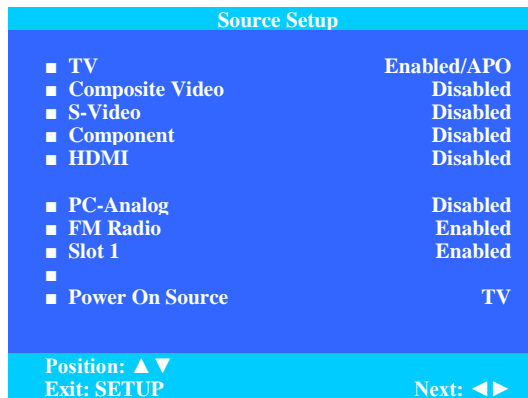 Source Setup
■ TV Enabled/APO
■ Composite Video Disabled
■ S-Video Disabled
■ Component Disabled
■ HDMI Disabled
■ PC-Analog Disabled
■ FM Radio Enabled
■ Slot 1 Enabled
■
■ Power On Source TV
Position: ▲▼
Exit: SETUP Next: ◄►